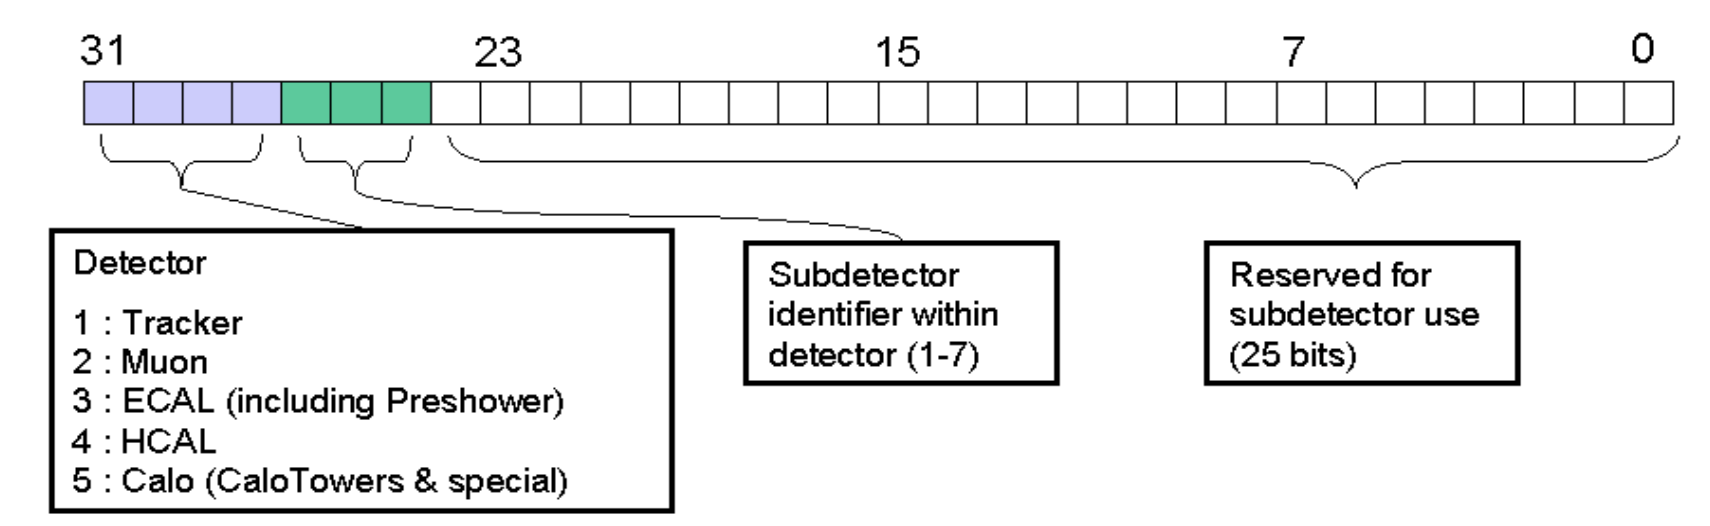 31 23 15 7 0
Detector
1 : Tracker
2 : Muon
3 : ECAL (including Preshower)
4 : HCAL
5 : Calo (CaloTowers & special)
Subdetector
identifier within
detector (1-7)
Reserved for
subdetector use
(25 bits)